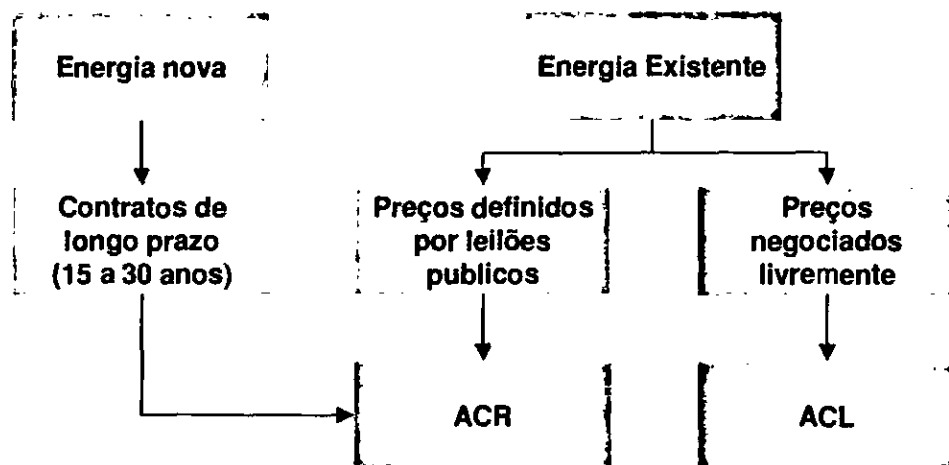 Energia nova
Energia Existente
Contratos de
longo prazo
(15 a 30 anos)
Preços definidos
por leilões
publicos
Preços
negociados
livremente
ACR
ACL